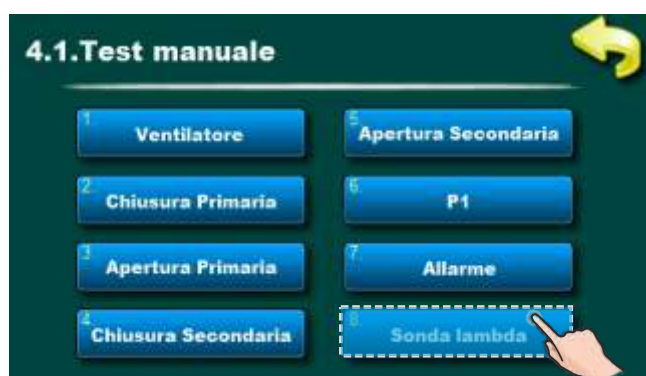 4.1.Test manuale
1 Ventilatore
2. Chiusura Primaria
3 Apertura Primaria
4 Chiusura Secondaria
5 Apertura Secondaria
6. P1
7. Allarme
8. Sonda lambda